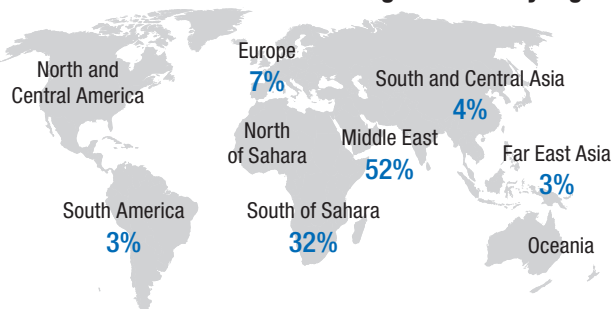 Europe
7%
North and
Central America
South and Central Asia
4%
North
of Sahara
Middle East
52%
Far East Asia
3%
South America
3%
South of Sahara
32%
Oceania